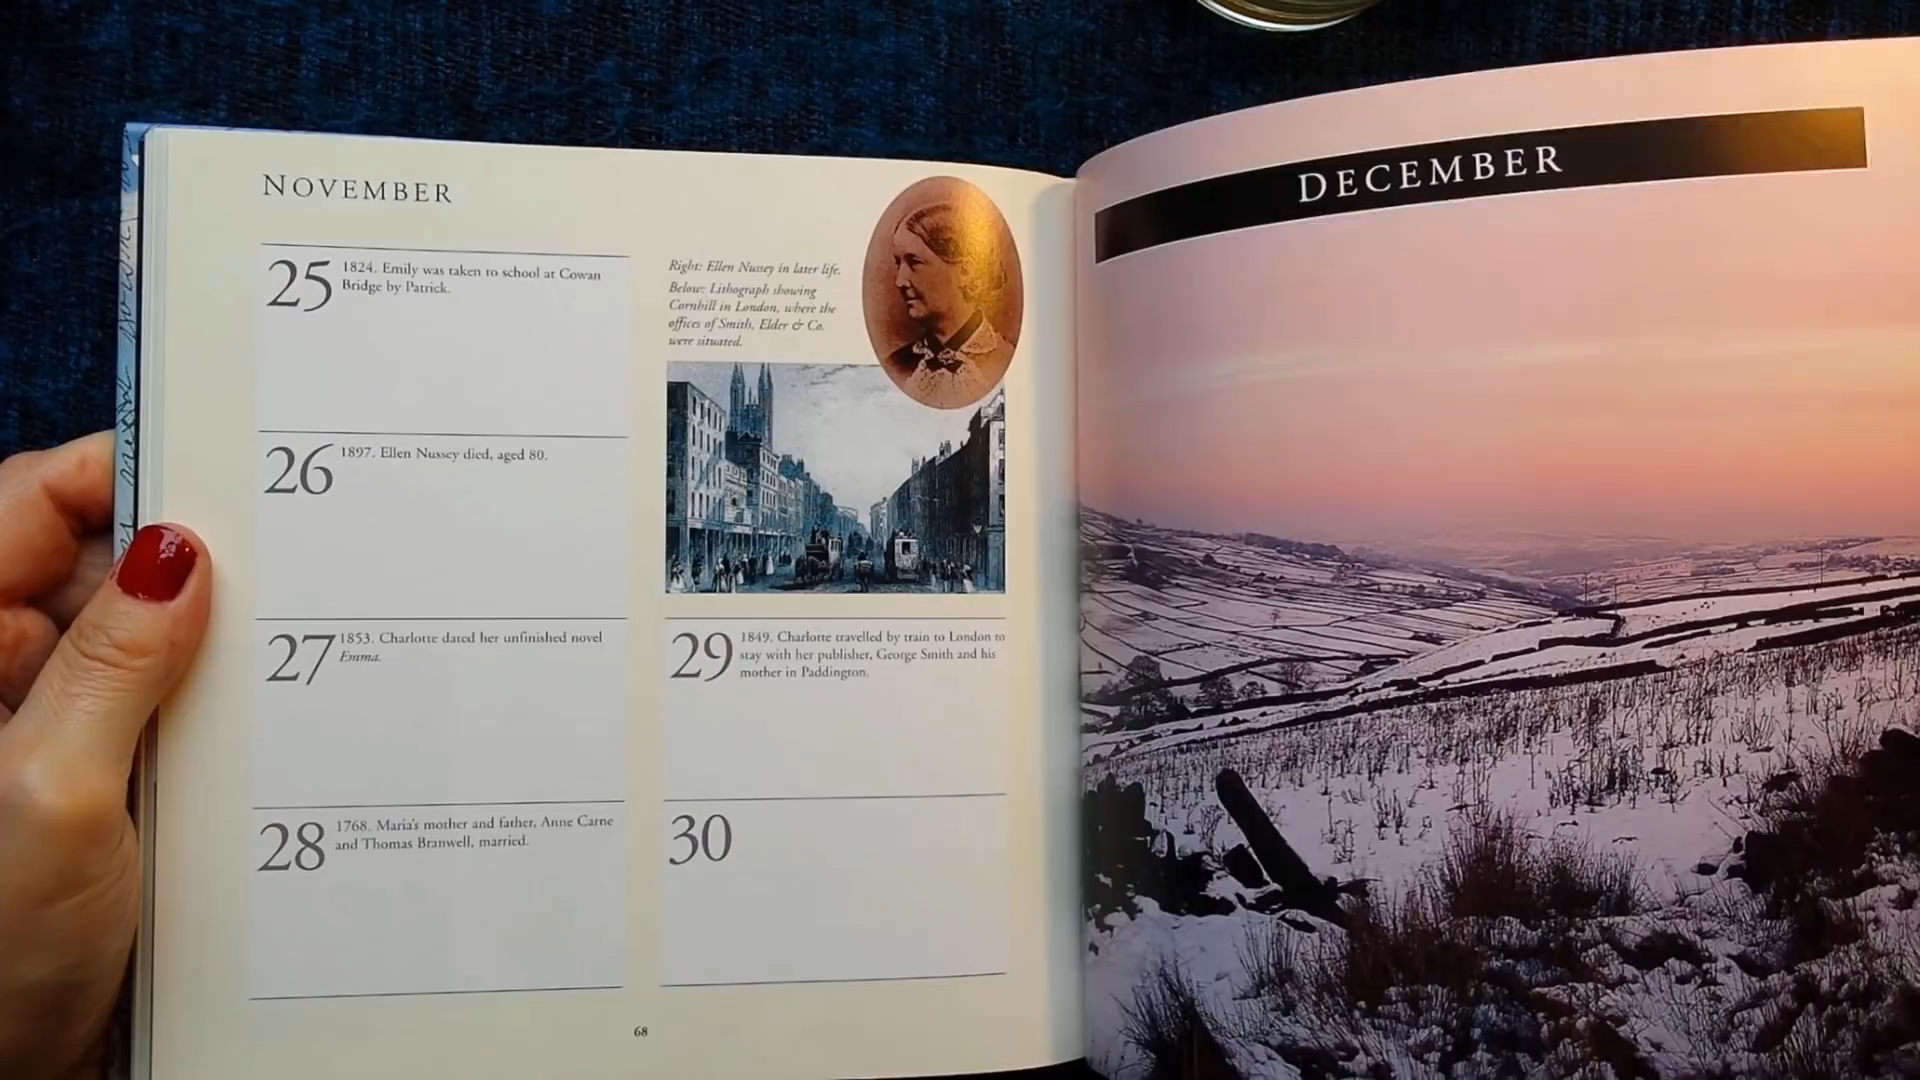 NOVEMBER
25
1824. Emily was taken to school at Cowan
Bridge by Patrick.
26
1897. Ellen Nussey died, aged 80.
27
1853. Charlotte dated her unfinished novel
Emma.
28
1768. Maria's mother and father, Anne Carne
and Thomas Branwell, married.
Right: Ellen Nussey in later life.
Below: Lithograph showing
Cornhill in London, where the
offices of Smith, Elder & Co.
were situated.
29
1849. Charlotte travelled by train to London to
stay with her publisher, George Smith and his
mother in Paddington.
30
68
DECEMBER